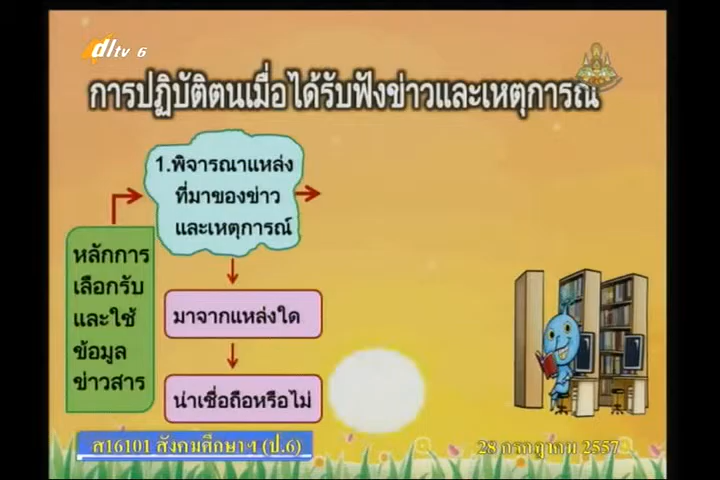 dltv 6
การปฏิบัติตนเมื่อได้รับฟังข่าวและเหตุการณ์
1.พิจารณาแหล่ง
ที่มาของข่าว
และเหตุการณ์
หลักการ
เลือกรับ
และใช้
ข้อมูล
ข่าวสาร
มาจากแหล่งใด
น่าเชื่อถือหรือไม่
ส16101 สังคมศึกษาฯ (ป.6)
28 กรกฎาคม 2557